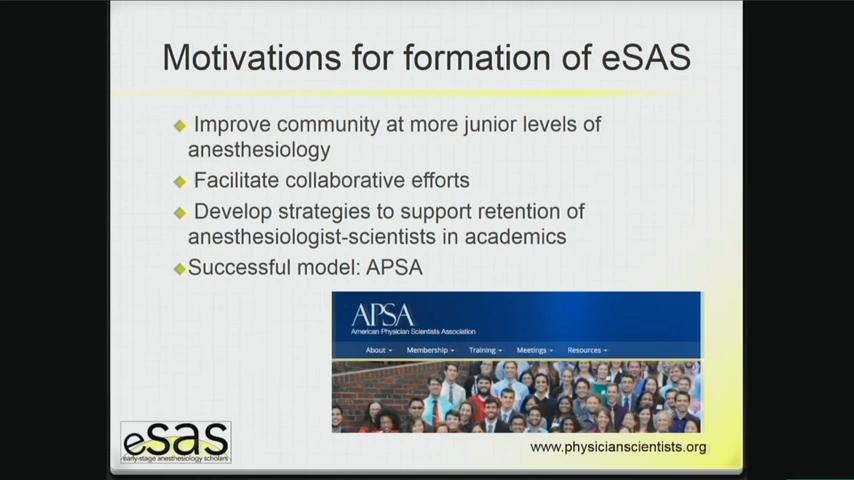 Motivations for formation of eSAS
Improve community at more junior levels of
anesthesiology
Facilitate collaborative efforts
Develop strategies to support retention of
anesthesiologist-scientists in academics
Successful model: APSA
APSA
American Physician Scientists Association
About Membership Training Meetings Resources
esas
early-stage anesthesiology scholars
www.physicianscientists.org